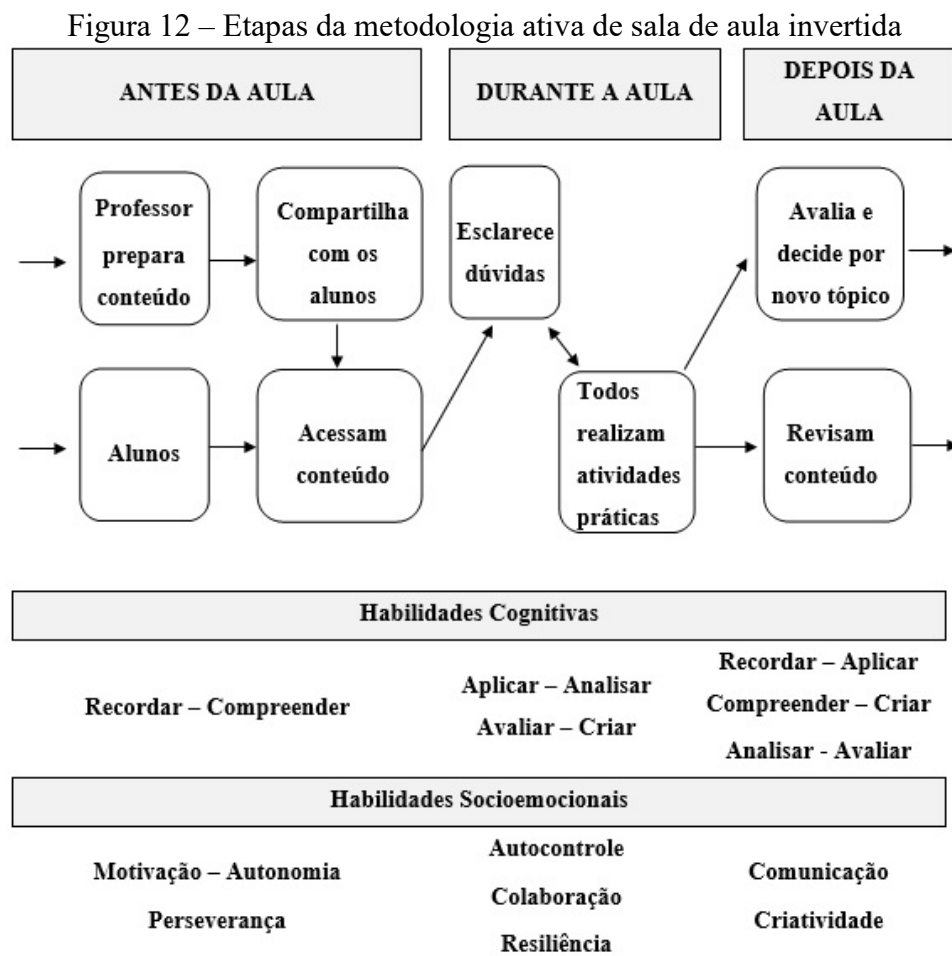 Figura 12 – Etapas da metodologia ativa de sala de aula invertida
ANTES DA AULA
DURANTE A AULA
DEPOIS DA
AULA
Professor
prepara
conteúdo
Compartilha
com os
alunos
Esclarece
dúvidas
Avalia e
decide por
novo tópico
Alunos
Acessam
conteúdo
Todos
realizam
atividades
práticas
Revisam
conteúdo
Habilidades Cognitivas
Recordar – Compreender
Aplicar – Analisar
Avaliar – Criar
Recordar – Aplicar
Compreender – Criar
Analisar - Avaliar
Habilidades Socioemocionais
Motivação – Autonomia
Perseverança
Autocontrole
Colaboração
Resiliência
Comunicação
Criatividade